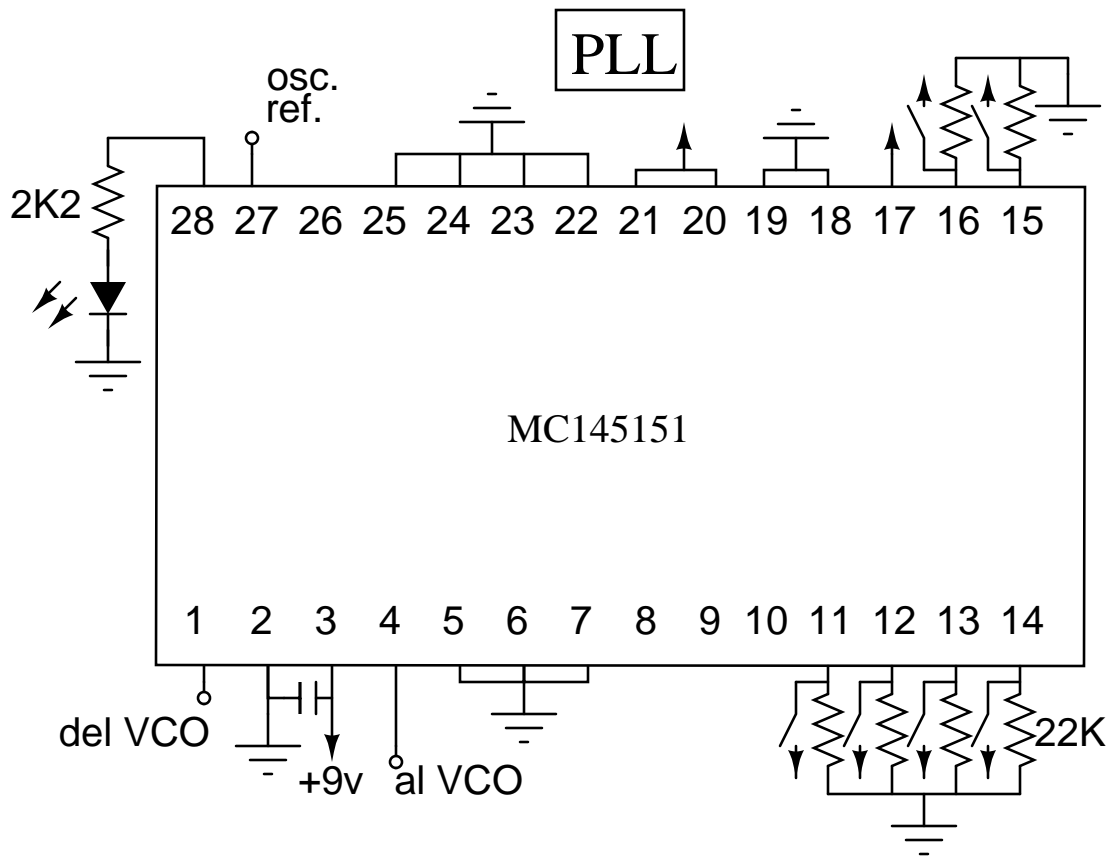 PLL
osc.
ref.
2K2
28 27 26 25 24 23 22 21 20 19 18 17 16 15
MC145151
1 2 3 4 5 6 7 8 9 10 11 12 13 14
del VCO
+9v
al VCO
22K